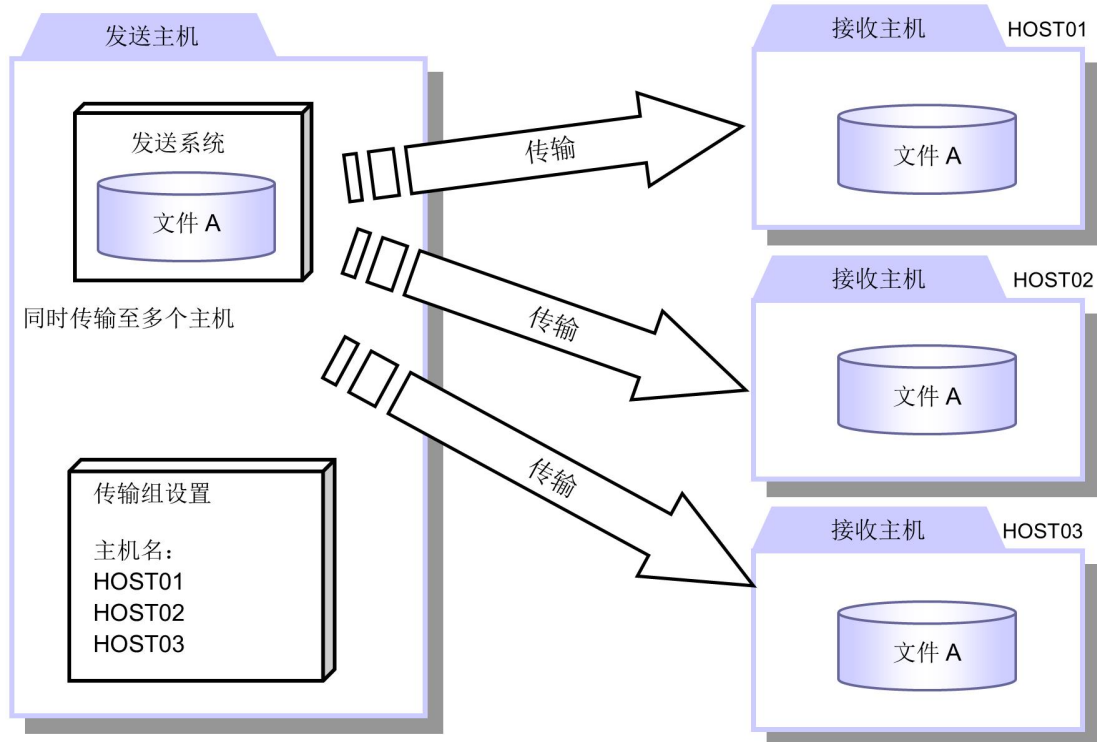 发送主机
发送系统
文件 A
同时传输至多个主机
传输组设置
主机名：
HOST01
HOST02
HOST03
传输
传输
传输
接收主机
HOST01
文件 A
接收主机
HOST02
文件 A
接收主机
HOST03
文件 A